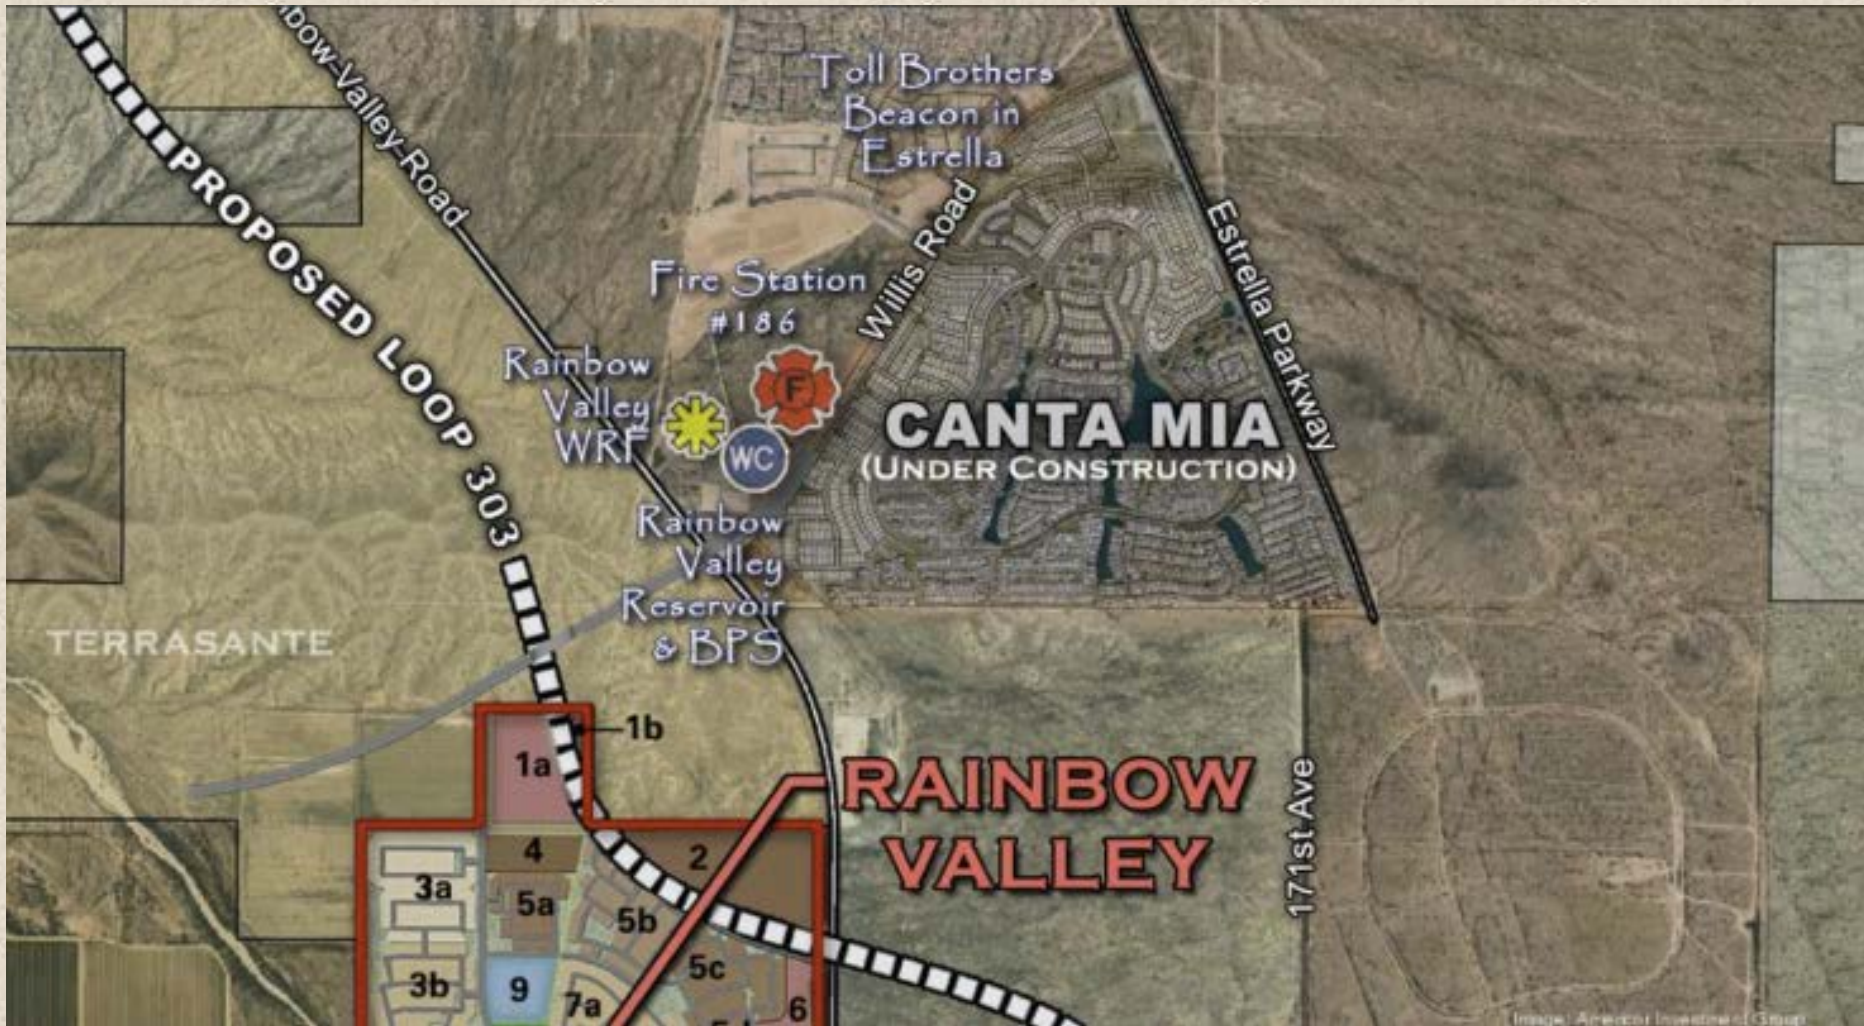 Toll Brothers
Beacon in
Estrella
Valley Road
PROPOSED LOOP 303
Willis Road
Estrella Parkway
Fire Station
#186
Rainbow
Valley
WRF
F
WC
CANTA MIA
(UNDER CONSTRUCTION)
Rainbow
Valley
Reservoir
& BPS
TERRASANTE
1b
1a
RAINBOW
VALLEY
171st Ave
4
2
3a
5a
5b
5c
3b
9
7a
6
Image: